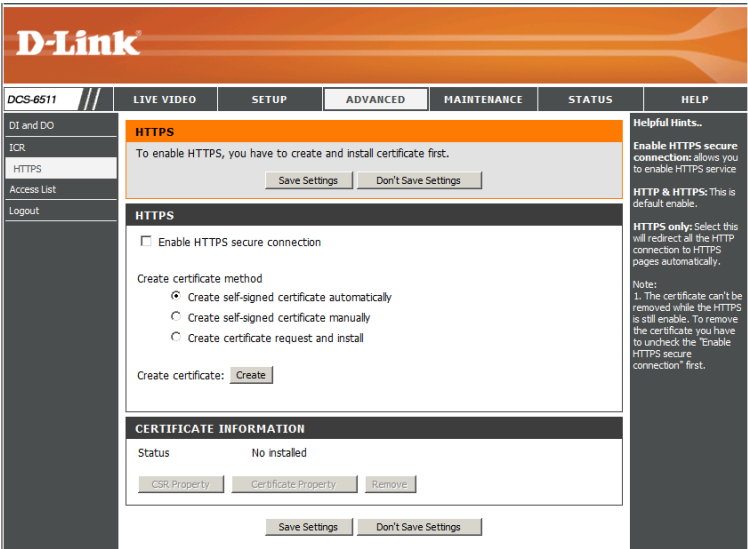 D-Link
DCS-6511
LIVE VIDEO
SETUP
ADVANCED
MAINTENANCE
STATUS
HELP
DI and DO
ICR
HTTPS
Access List
Logout
HTTPS
To enable HTTPS, you have to create and install certificate first.
Save Settings
Don't Save Settings
HTTPS
Enable HTTPS secure connection
Create certificate method
Create self-signed certificate automatically
Create self-signed certificate manually
Create certificate request and install
Create certificate:
Create
CERTIFICATE INFORMATION
Status
No installed
CSR Property
Certificate Property
Remove
Save Settings
Don't Save Settings
Helpful Hints..
Enable HTTPS secure
connection: allows you
to enable HTTPS service
HTTP & HTTPS: This is
default enable.
HTTPS only: Select this
will redirect all the HTTP
connection to HTTPS
pages automatically.
Note:
1. The certificate can't be
removed while the HTTPS
is still enable. To remove
the certificate you have
to uncheck the "Enable
HTTPS secure
connection" first.